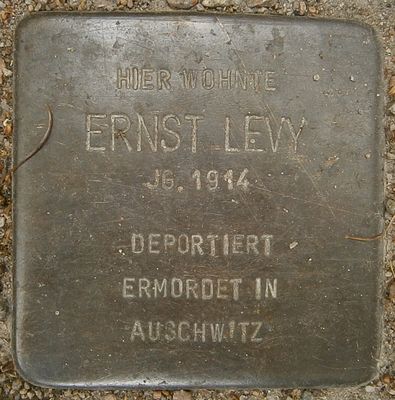 HIER WOHNTE
ERNST LEVY
JG. 1914
DEPORTIERT
ERMORDET IN
AUSCHWITZ